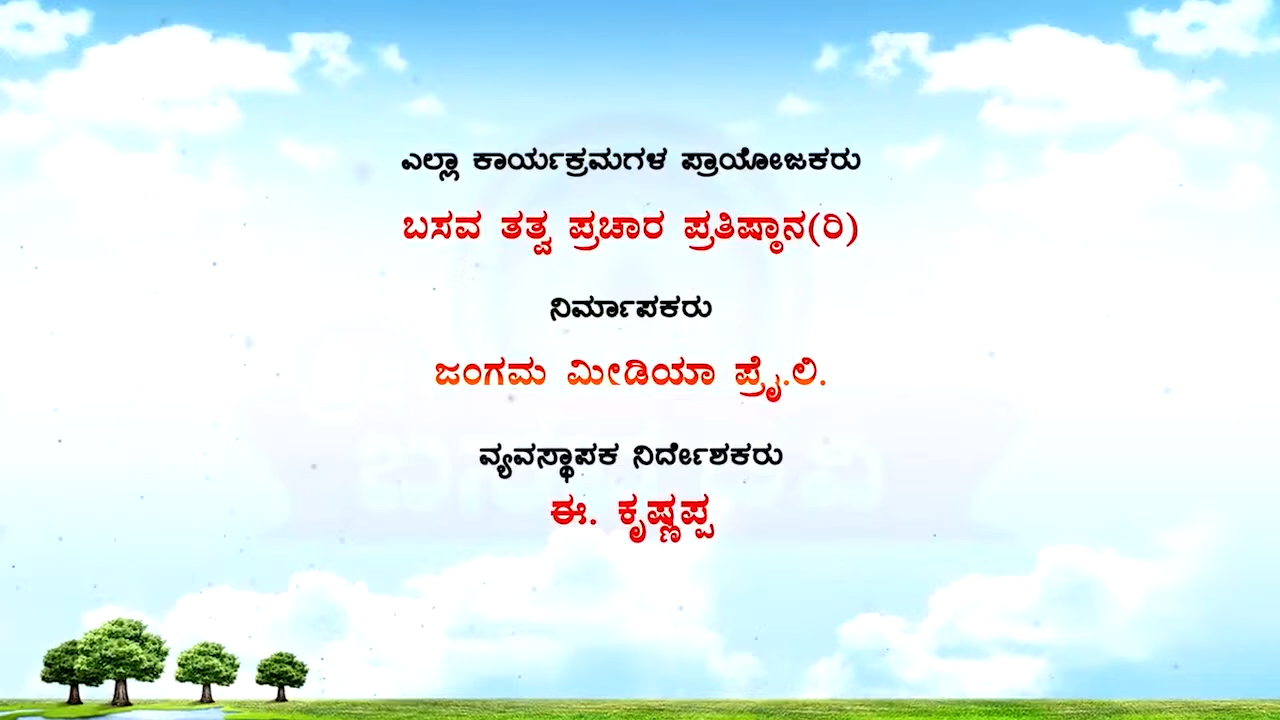 ಎಲ್ಲಾ ಕಾರ್ಯಕ್ರಮಗಳ ಪ್ರಾಯೋಜಕರು
ಬಸವ ತತ್ವ ಪ್ರಚಾರ ಪ್ರತಿಷ್ಠಾನ(ರಿ)
ನಿರ್ಮಾಪಕರು
ಜಂಗಮ ಮೀಡಿಯಾ ಪ್ರೈ.ಲಿ.
ವ್ಯವಸ್ಥಾಪಕ ನಿರ್ದೇಶಕರು
ಈ. ಕೃಷ್ಣಪ್ಪ